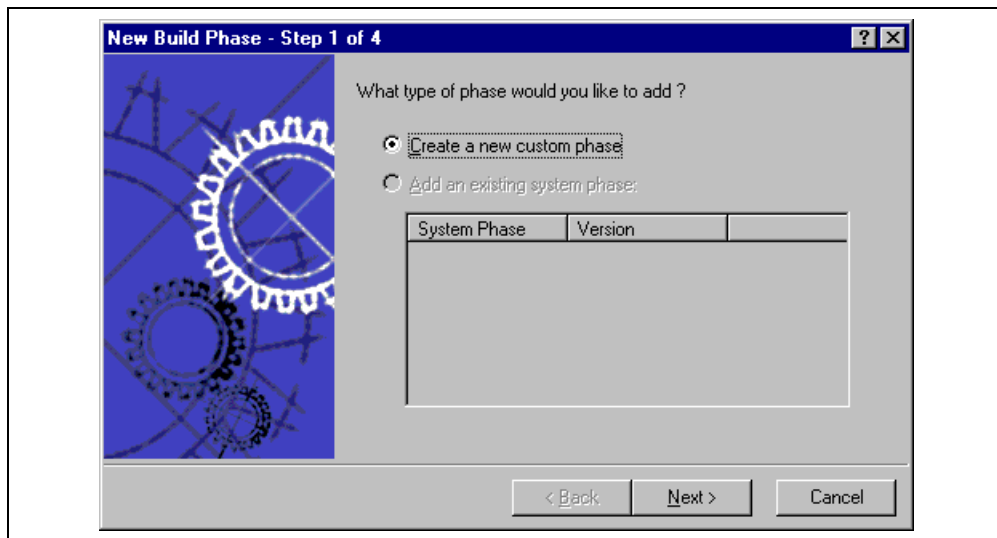 New Build Phase - Step 1 of 4
What type of phase would you like to add ?
Create a new custom phase
Add an existing system phase:
System Phase Version
< Back Next > Cancel